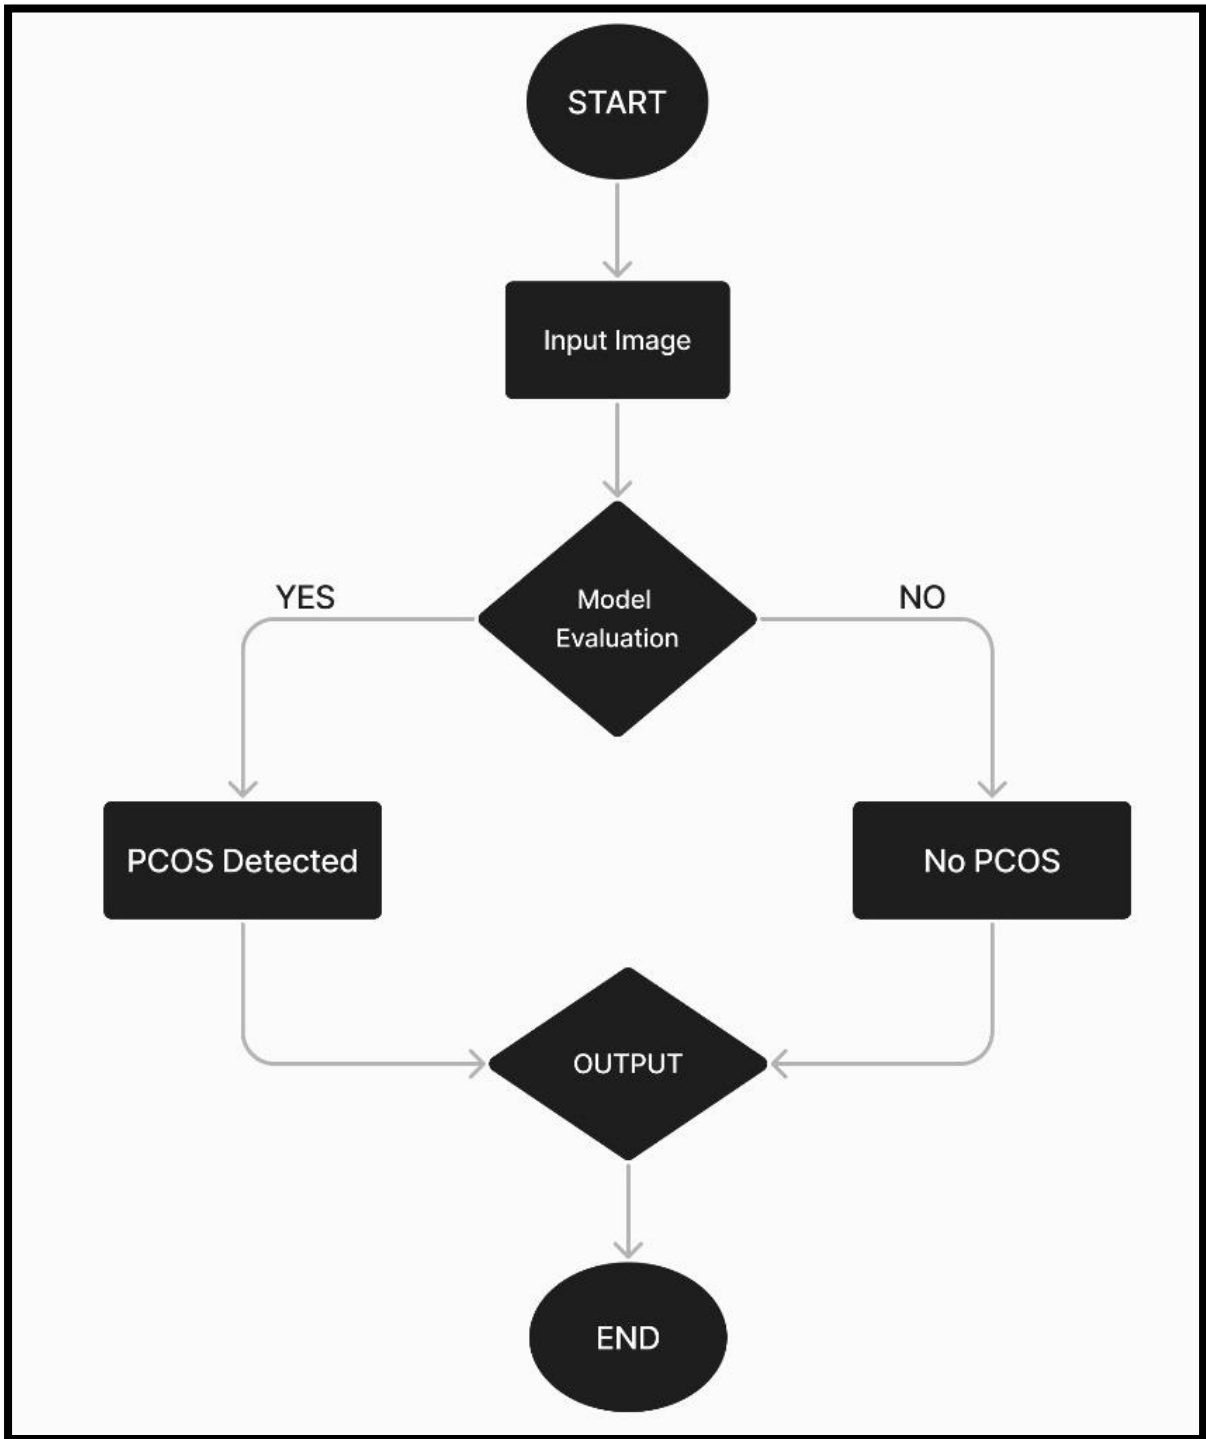 START
Input Image
Model
Evaluation
YES
NO
PCOS Detected
No PCOS
OUTPUT
END